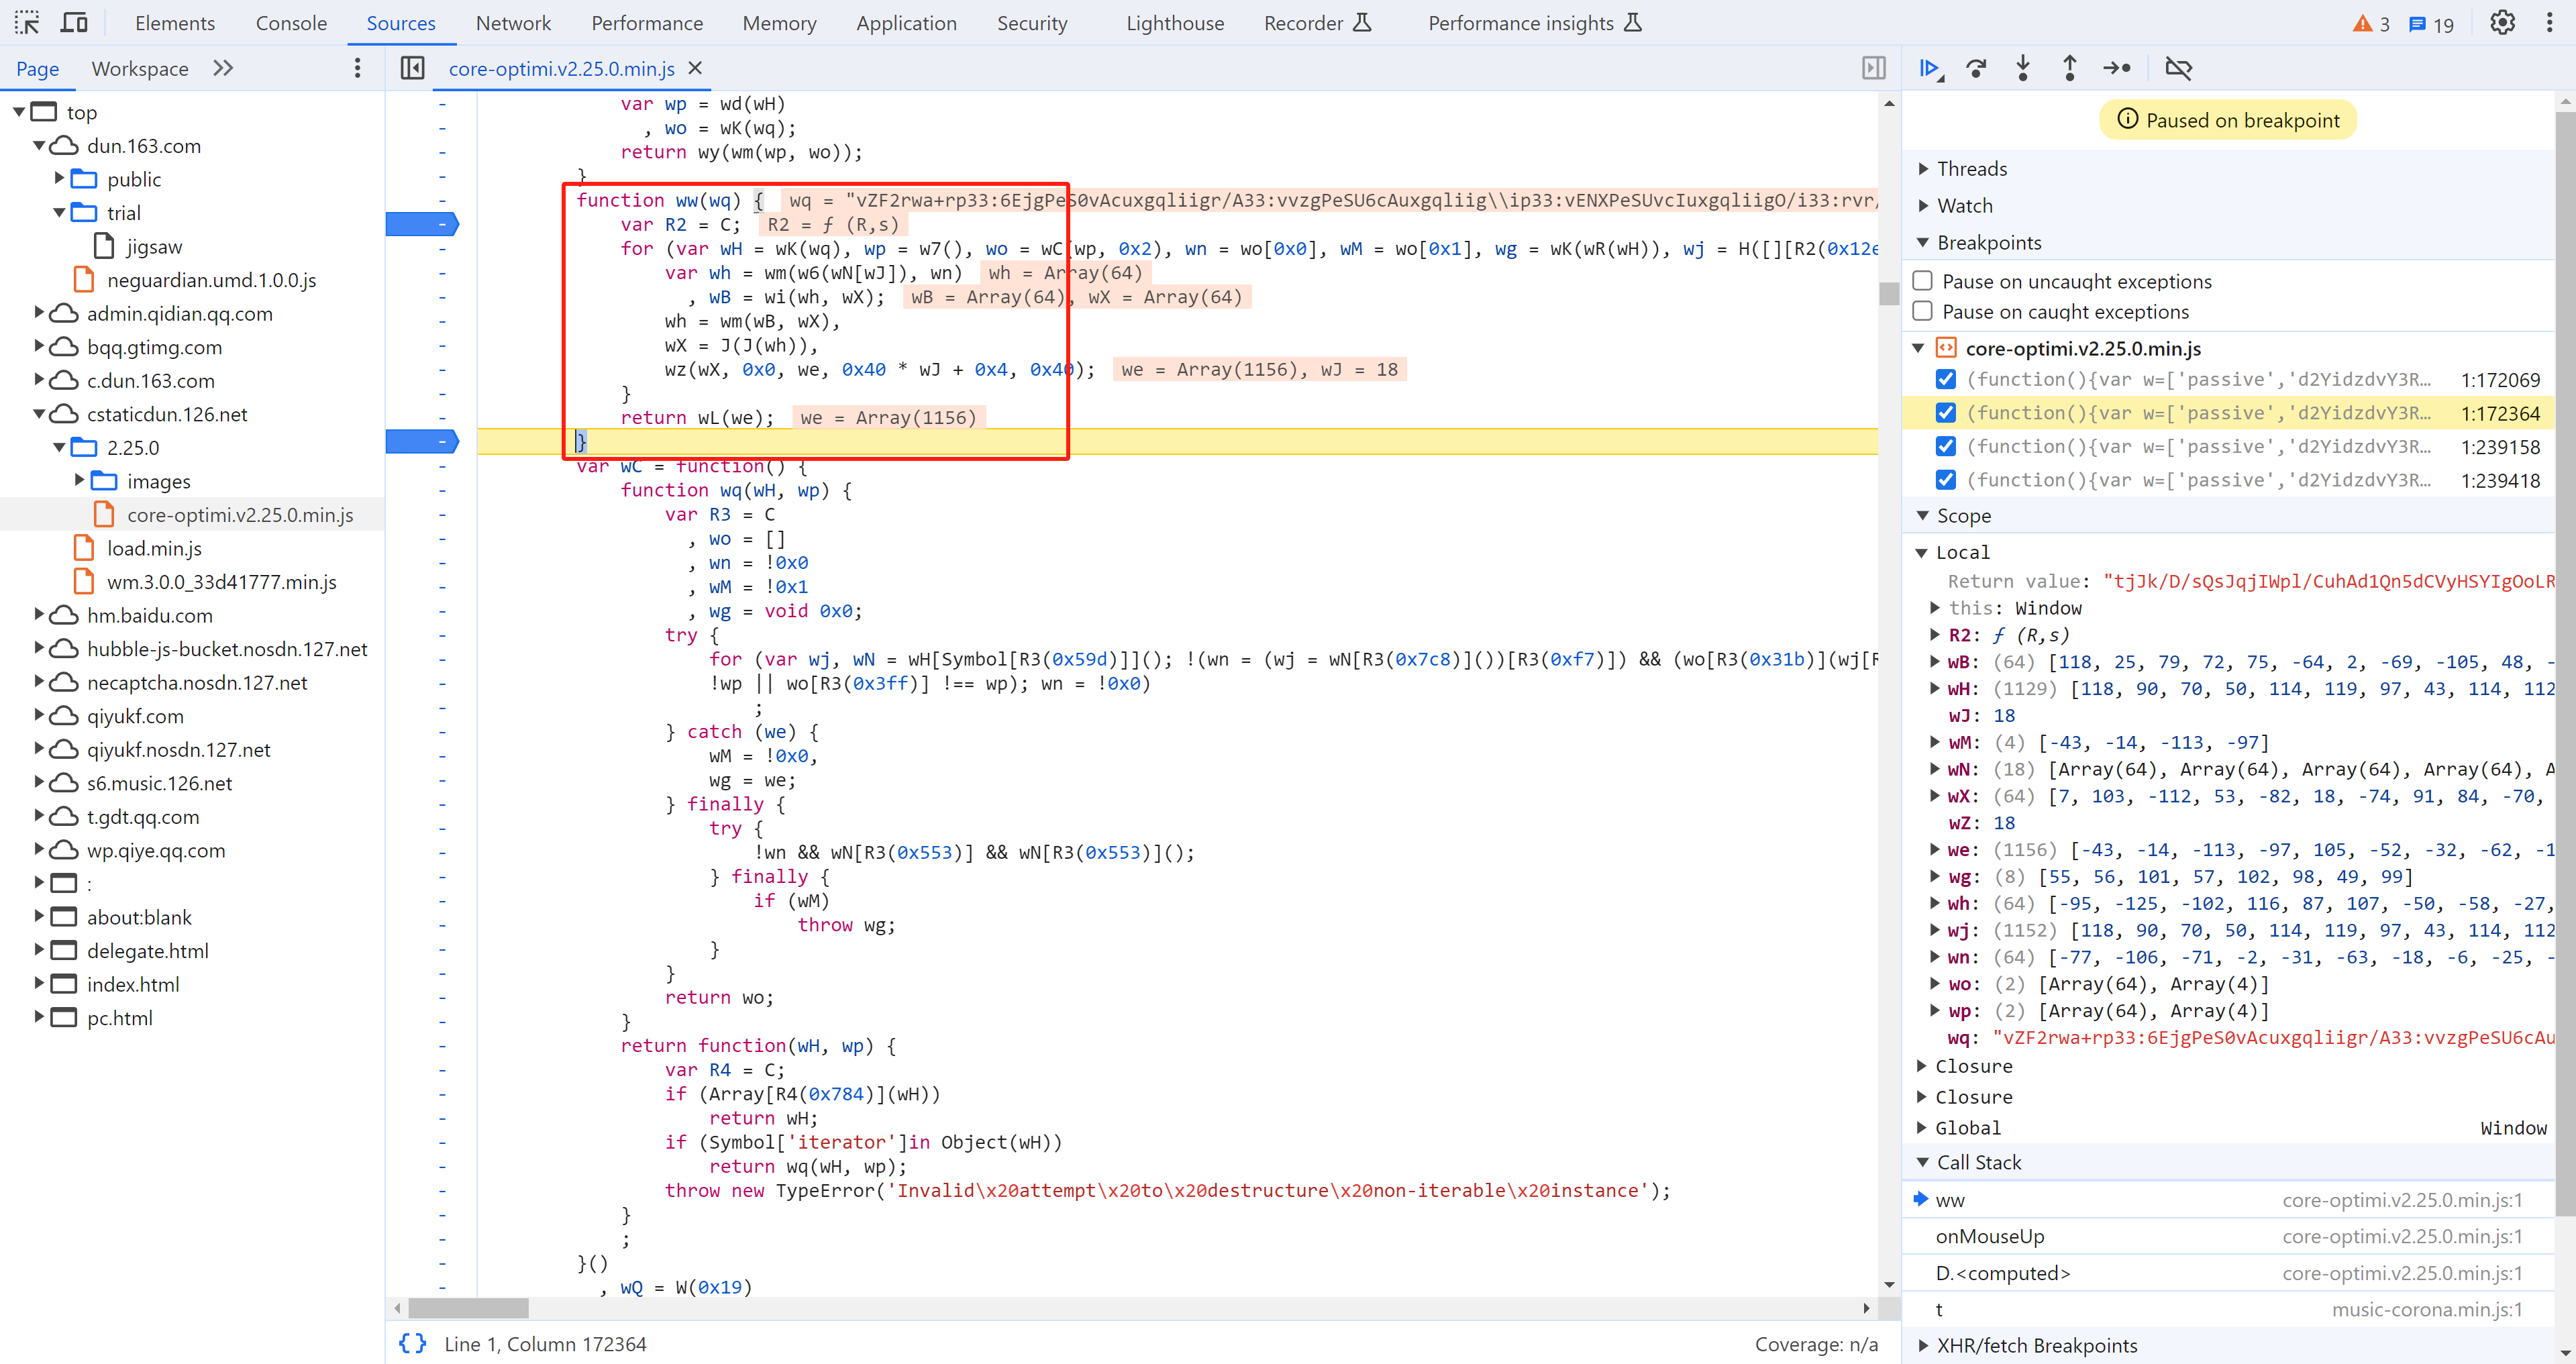 Elements Console Sources Network Performance Memory Application Security Lighthouse Recorder Performance insights 3 19
Page Workspace
core-optimi.v2.25.0.min.js
top
dun.163.com
public
trial
jigsaw
neguardian.umd.1.0.0.js
admin.qidian.qq.com
bqq.gtimg.com
c.dun.163.com
cstaticdun.126.net
2.25.0
images
core-optimi.v2.25.0.min.js
load.min.js
wm.3.0.0_33d41777.min.js
hm.baidu.com
hubble-js-bucket.nosdn.127.net
necaptcha.nosdn.127.net
qiyukf.com
qiyukf.nosdn.127.net
s6.music.126.net
t.gdt.qq.com
wp.qiye.qq.com
:
about:blank
delegate.html
index.html
pc.html
var wp = wd(wH)
, wo = wK(wq);
return wy(wm(wp, wo));
}
function ww(wq) { wq = "vZF2rwa+rp33:6EjgPeS0vAcuxgqliigr/A33:vvzgPeSU6cAuxgqliig\\ip33:vENXPeSUvcIuxgqliigO/i33:rvr/
var R2 = C; R2 = ƒ (R,s)
for (var wH = wK(wq), wp = w7(), wo = wC(wp, 0x2), wn = wo[0x0], wM = wo[0x1], wg = wK(wR(wH)), wj = H([][R2(0x12e
var wh = wm(w6(wN[wJ]), wn) wh = Array(64)
, wB = wi(wh, wX); wB = Array(64), wX = Array(64)
wh = wm(wB, wX),
wX = J(J(wh)),
wz(wX, 0x0, we, 0x40 * wJ + 0x4, 0x40); we = Array(1156), wJ = 18
}
return wL(we); we = Array(1156)
}
var wC = function() {
function wq(wH, wp) {
var R3 = C
, wo = []
, wn = !0x0
, wM = !0x1
, wg = void 0x0;
try {
for (var wj, wN = wH[Symbol[R3(0x59d)]](); !(wn = (wj = wN[R3(0x7c8)]())[R3(0xf7)]) && (wo[R3(0x31b)](wj[R
!wp || wo[R3(0x3ff)] !== wp); wn = !0x0)
;
} catch (we) {
wM = !0x0,
wg = we;
} finally {
try {
!wn && wN[R3(0x553)] && wN[R3(0x553)]();
} finally {
if (wM)
throw wg;
}
}
return wo;
}
return function(wH, wp) {
var R4 = C;
if (Array[R4(0x784)](wH))
return wH;
if (Symbol['iterator']in Object(wH))
return wq(wH, wp);
throw new TypeError('Invalid\x20attempt\x20to\x20destructure\x20non-iterable\x20instance');
}
;
}()
, wQ = W(0x19)
{} Line 1, Column 172364 Coverage: n/a
Paused on breakpoint
Threads
Watch
Breakpoints
Pause on uncaught exceptions
Pause on caught exceptions
core-optimi.v2.25.0.min.js
(function(){var w=['passive','d2YidzdvY3R… 1:172069
(function(){var w=['passive','d2YidzdvY3R… 1:172364
(function(){var w=['passive','d2YidzdvY3R… 1:239158
(function(){var w=['passive','d2YidzdvY3R… 1:239418
Scope
Local
Return value: "tjJk/D/sQsJqjIWpl/CuhAd1Qn5dCVyHSYIgOoLR
this: Window
R2: ƒ (R,s)
wB: (64) [118, 25, 79, 72, 75, -64, 2, -69, -105, 48, -
wH: (1129) [118, 90, 70, 50, 114, 119, 97, 43, 114, 112
wJ: 18
wM: (4) [-43, -14, -113, -97]
wN: (18) [Array(64), Array(64), Array(64), Array(64), A
wX: (64) [7, 103, -112, 53, -82, 18, -74, 91, 84, -70,
wZ: 18
we: (1156) [-43, -14, -113, -97, 105, -52, -32, -62, -1
wg: (8) [55, 56, 101, 57, 102, 98, 49, 99]
wh: (64) [-95, -125, -102, 116, 87, 107, -50, -58, -27,
wj: (1152) [118, 90, 70, 50, 114, 119, 97, 43, 114, 112
wn: (64) [-77, -106, -71, -2, -31, -63, -18, -6, -25, -
wo: (2) [Array(64), Array(4)]
wp: (2) [Array(64), Array(4)]
wq: "vZF2rwa+rp33:6EjgPeS0vAcuxgqliigr/A33:vvzgPeSU6cAu
Closure
Closure
Global Window
Call Stack
ww core-optimi.v2.25.0.min.js:1
onMouseUp core-optimi.v2.25.0.min.js:1
D.<computed> core-optimi.v2.25.0.min.js:1
t music-corona.min.js:1
XHR/fetch Breakpoints